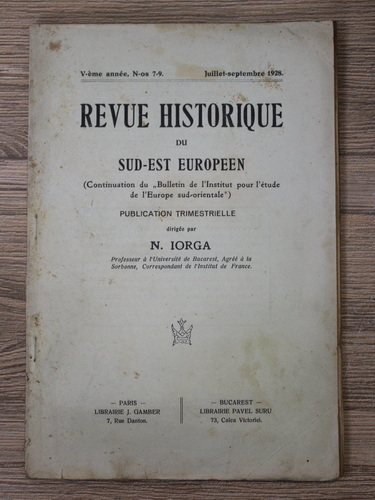 V-ème année, N-os 7-9. Juillet-septembre 1928.
REVUE HISTORIQUE
DU
SUD-EST EUROPEEN
(Continuation du „Bulletin de l'Institut pour l'étude
de l'Europe sud-orientale")
PUBLICATION TRIMESTRIELLE
dirigée par
N. IORGA
Professeur à l'Université de Bucarest, Agréé à la
Sorbonne, Correspondant de l'Institut de France.
— PARIS —
LIBRAIRIE J. GAMBER
7, Rue Danton.
— BUCAREST —
LIBRAIRIE PAVEL SURU
73, Calea Victoriei.